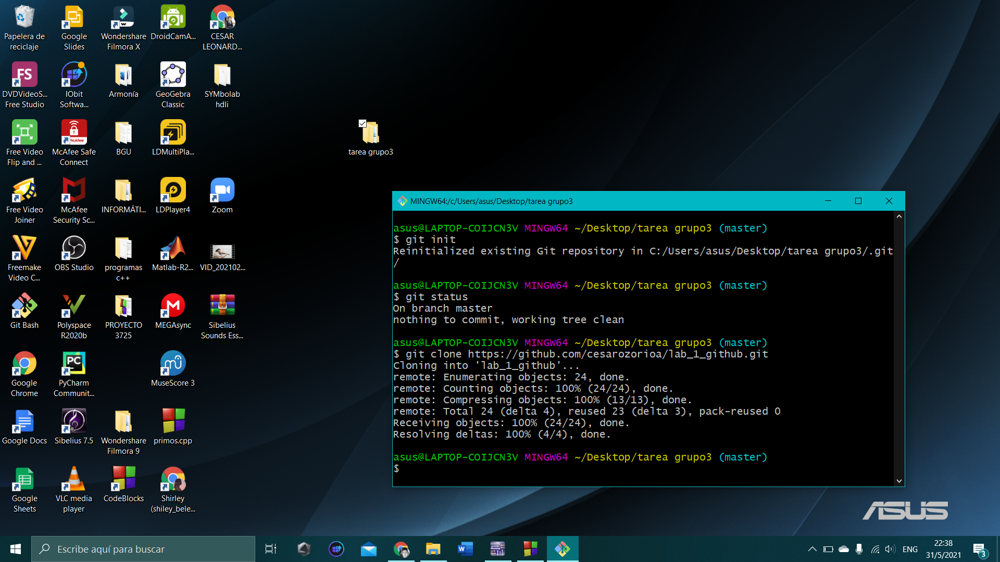 Papelera de
reciclaje
Google
Slides
Wondershare
Filmora X
DroidCamA...
CESAR
LEONARD...
FS
DVDVideoS...
Free Studio
IObit
Softwa...
Armonía
GeoGebra
Classic
SYMbolab
hdli
Free Video
Flip and ...
McAfee
McAfee Safe
Connect
BGU
LDMultiPla...
tarea grupo3
Free Video
Joiner
McAfee
Security Sc...
INFORMÁTI...
LDPlayer4
Zoom
Freemake
Video C...
OBS Studio
programas
c++
Matlab-R2...
VID_202102...
Git Bash
Polyspace
R2020b
PROYECTO
3725
MEGAsync
Sibelius
Sounds Ess...
Google
Chrome
PC
PyCharm
Communit...
MuseScore 3
Google Docs
Sibelius 7.5
Wondershare
Filmora 9
primos.cpp
Google
Sheets
VLC media
player
CodeBlocks
Shirley
(shiley_bele...
MINGW64:/c/Users/asus/Desktop/tarea grupo3
asus@LAPTOP-COIJCN3V MINGW64 ~/Desktop/tarea grupo3 (master)
$ git init
Reinitialized existing Git repository in C:/Users/asus/Desktop/tarea grupo3/.git
/
asus@LAPTOP-COIJCN3V MINGW64 ~/Desktop/tarea grupo3 (master)
$ git status
On branch master
nothing to commit, working tree clean
asus@LAPTOP-COIJCN3V MINGW64 ~/Desktop/tarea grupo3 (master)
$ git clone https://github.com/cesarozorioa/lab_1_github.git
Cloning into 'lab_1_github'...
remote: Enumerating objects: 24, done.
remote: Counting objects: 100% (24/24), done.
remote: Compressing objects: 100% (13/13), done.
remote: Total 24 (delta 4), reused 23 (delta 3), pack-reused 0
Receiving objects: 100% (24/24), done.
Resolving deltas: 100% (4/4), done.
asus@LAPTOP-COIJCN3V MINGW64 ~/Desktop/tarea grupo3 (master)
$
ASUS
Escribe aquí para buscar
W
ENG
22:38
31/5/2021
3